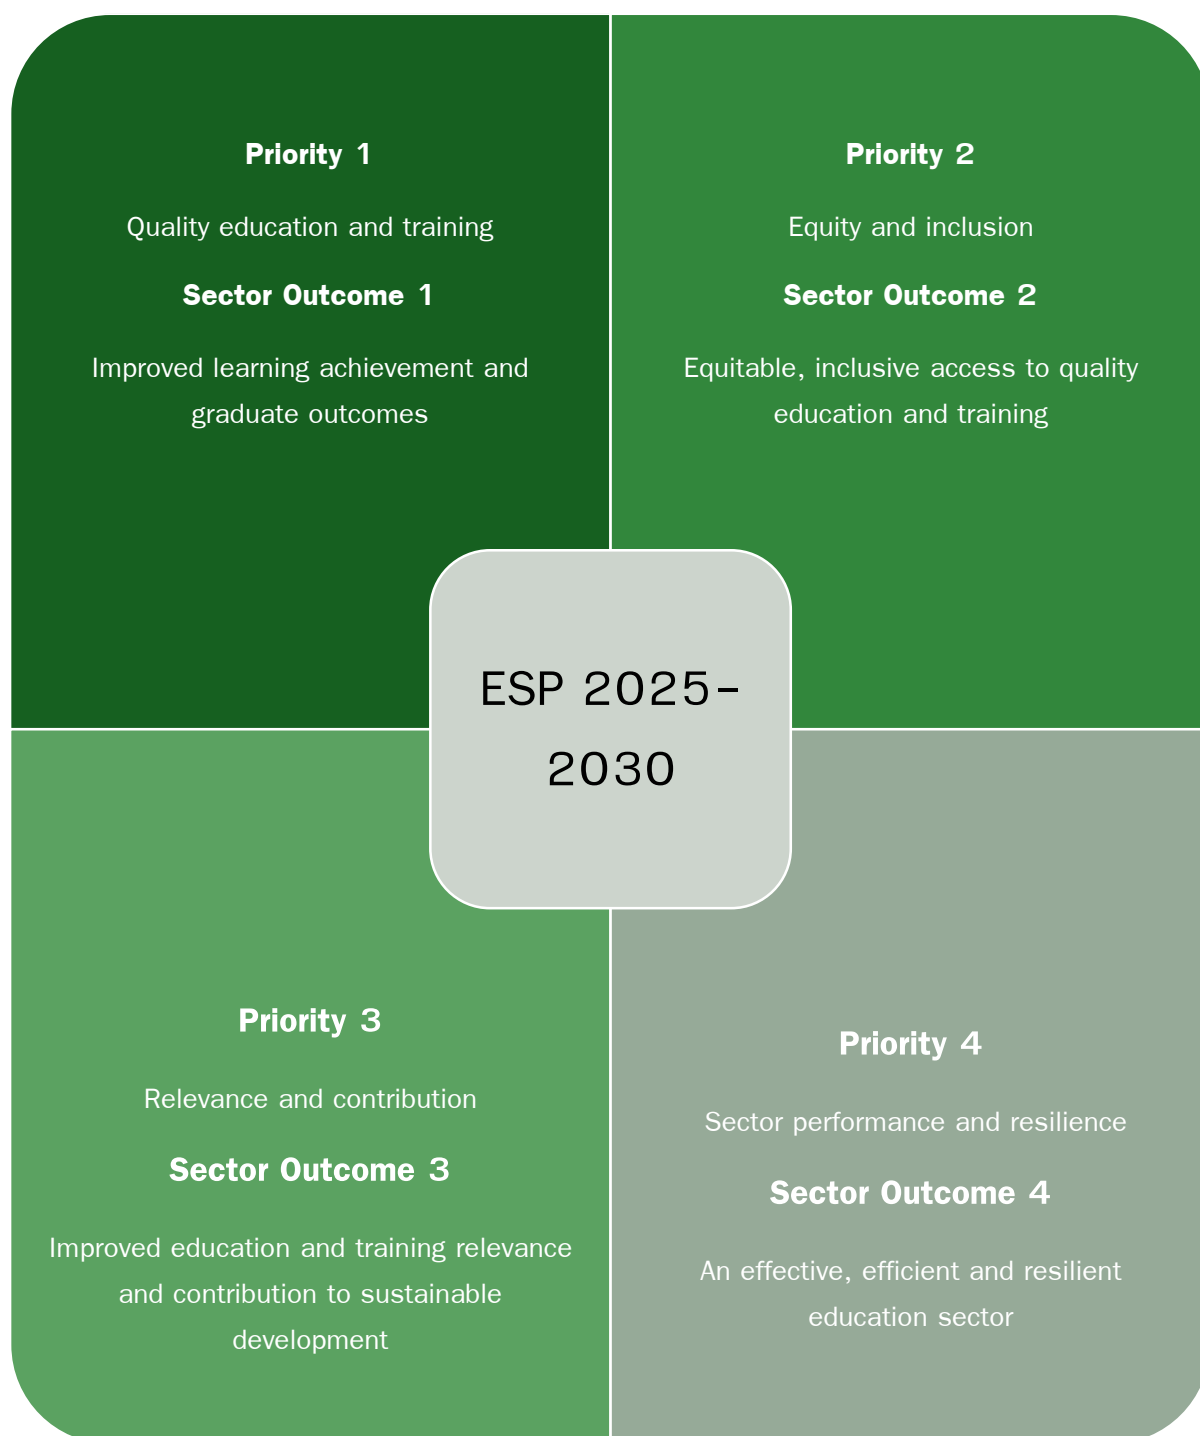 Priority 1
Quality education and training
Sector Outcome 1
Improved learning achievement and
graduate outcomes
Priority 2
Equity and inclusion
Sector Outcome 2
Equitable, inclusive access to quality
education and training
ESP 2025–
2030
Priority 3
Relevance and contribution
Sector Outcome 3
Improved education and training relevance
and contribution to sustainable
development
Priority 4
Sector performance and resilience
Sector Outcome 4
An effective, efficient and resilient
education sector